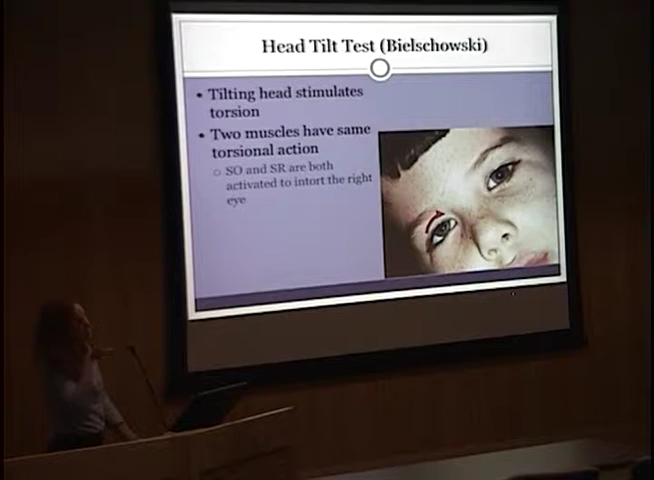 Head Tilt Test (Bielschowski)
• Tilting head stimulates
torsion
• Two muscles have same
torsional action
○ SO and SR are both
activated to intort the right
eye